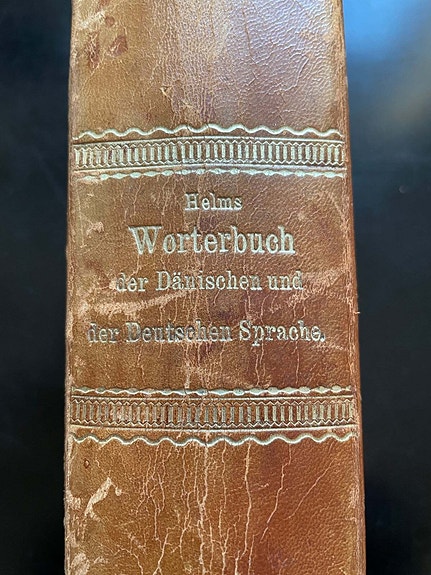 Helms
Worterbuch
der Dänischen und
der Deutschen Sprache.